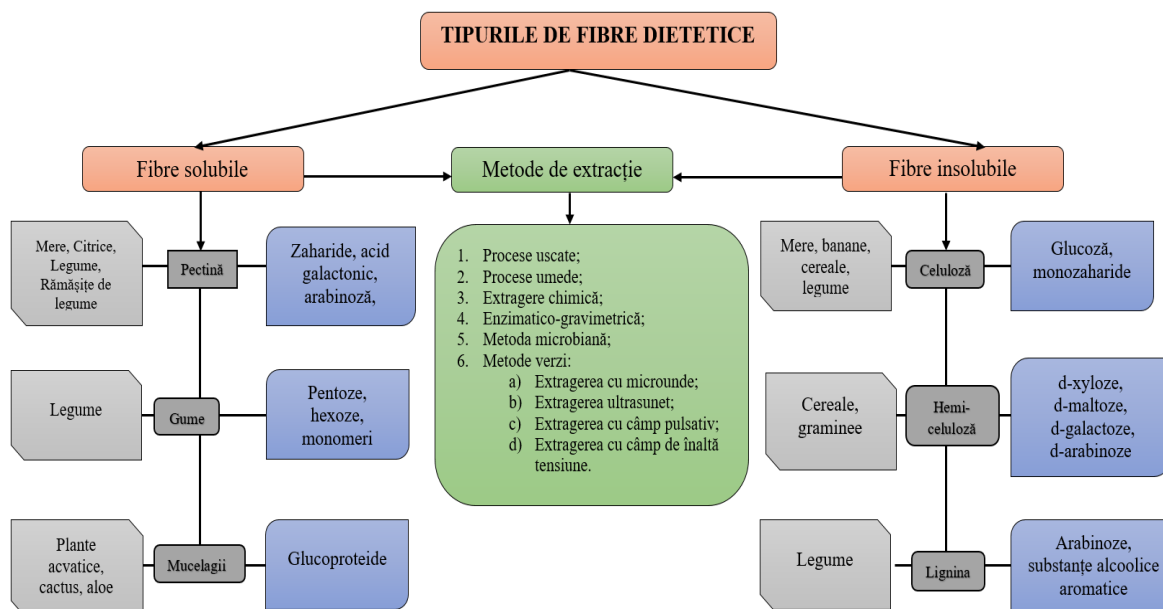 TIPURILE DE FIBRE DIETETICE
Fibre solubile
Metode de extracție
Fibre insolubile
Mere, Citrice,
Legume,
Rămășițe de
legume
Pectină
Zaharide, acid
galactonic,
arabinoză,
Legume
Gume
Pentoze,
hexoze,
monomeri
Plante
acvatice,
cactus, aloe
Mucelagii
Glucoproteide
1. Procese uscate;
2. Procese umede;
3. Extragere chimică;
4. Enzimatico-gravimetrică;
5. Metoda microbiană;
6. Metode verzi:
a) Extragerea cu microunde;
b) Extragerea ultrasunet;
c) Extragerea cu câmp pulsativ;
d) Extragerea cu câmp de înaltă
tensiune.
Mere, banane,
cereale,
legume
Celuloză
Glucoză,
monozaharide
Cereale,
graminee
Hemi-
celuloză
d-xyloze,
d-maltoze,
d-galactoze,
d-arabinoze
Legume
Lignina
Arabinoze,
substanțe alcoolice
aromatice